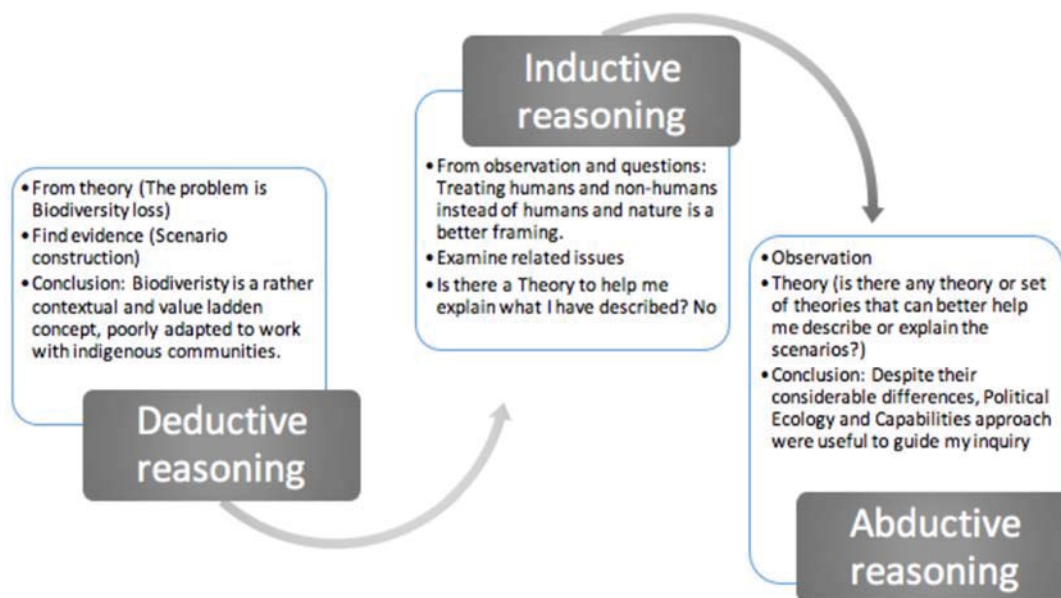 • From theory (The problem is
Biodiversity loss)
• Find evidence (Scenario
construction)
• Conclusion: Biodiveristy is a rather
contextual and value ladden
concept, poorly adapted to work
with indigenous communities.
Deductive
reasoning
Inductive
reasoning
• From observation and questions:
Treating humans and non-humans
instead of humans and nature is a
better framing.
• Examine related issues
• Is there a Theory to help me
explain what I have described? No
• Observation
• Theory (is there any theory or set
of theories that can better help
me describe or explain the
scenarios?)
• Conclusion: Despite their
considerable differences, Political
Ecology and Capabilities approach
were useful to guide my inquiry
Abductive
reasoning